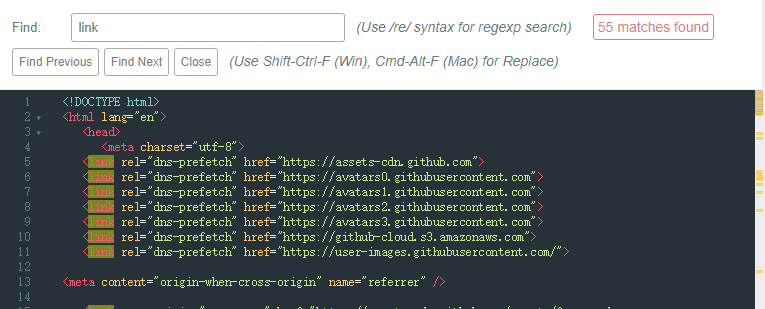 Find: link (Use /re/ syntax for regexp search) 55 matches found
Find Previous Find Next Close (Use Shift-Ctrl-F (Win), Cmd-Alt-F (Mac) for Replace)
1 <!DOCTYPE html>
2 <html lang="en">
3 <head>
4 <meta charset="utf-8">
5 <link rel="dns-prefetch" href="https://assets-cdn.github.com">
6 <link rel="dns-prefetch" href="https://avatars0.githubusercontent.com">
7 <link rel="dns-prefetch" href="https://avatars1.githubusercontent.com">
8 <link rel="dns-prefetch" href="https://avatars2.githubusercontent.com">
9 <link rel="dns-prefetch" href="https://avatars3.githubusercontent.com">
10 <link rel="dns-prefetch" href="https://github-cloud.s3.amazonaws.com">
11 <link rel="dns-prefetch" href="https://user-images.githubusercontent.com/">
12
13 <meta content="origin-when-cross-origin" name="referrer" />
14
15